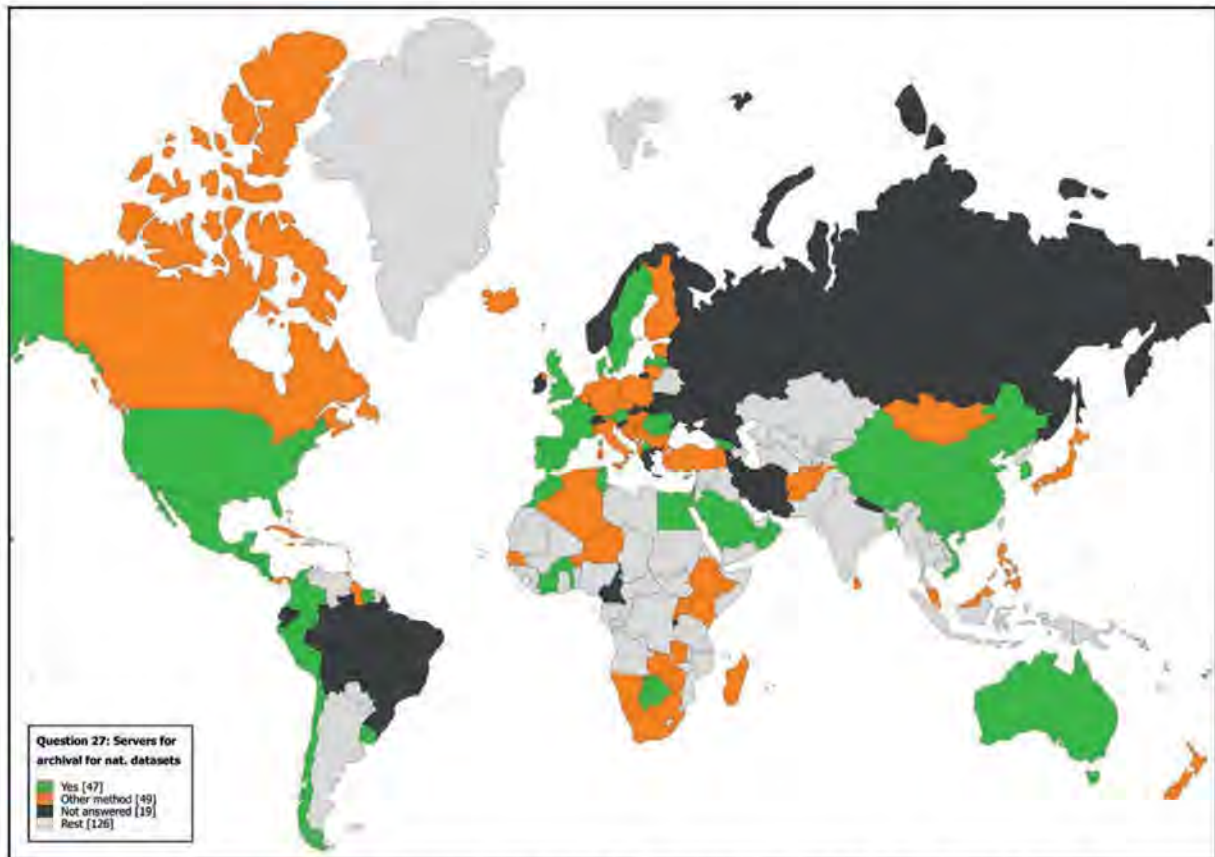 Question 27: Servers for
archival for nat. datasets
Yes [47]
Other method [49]
Not answered [19]
Rest [126]